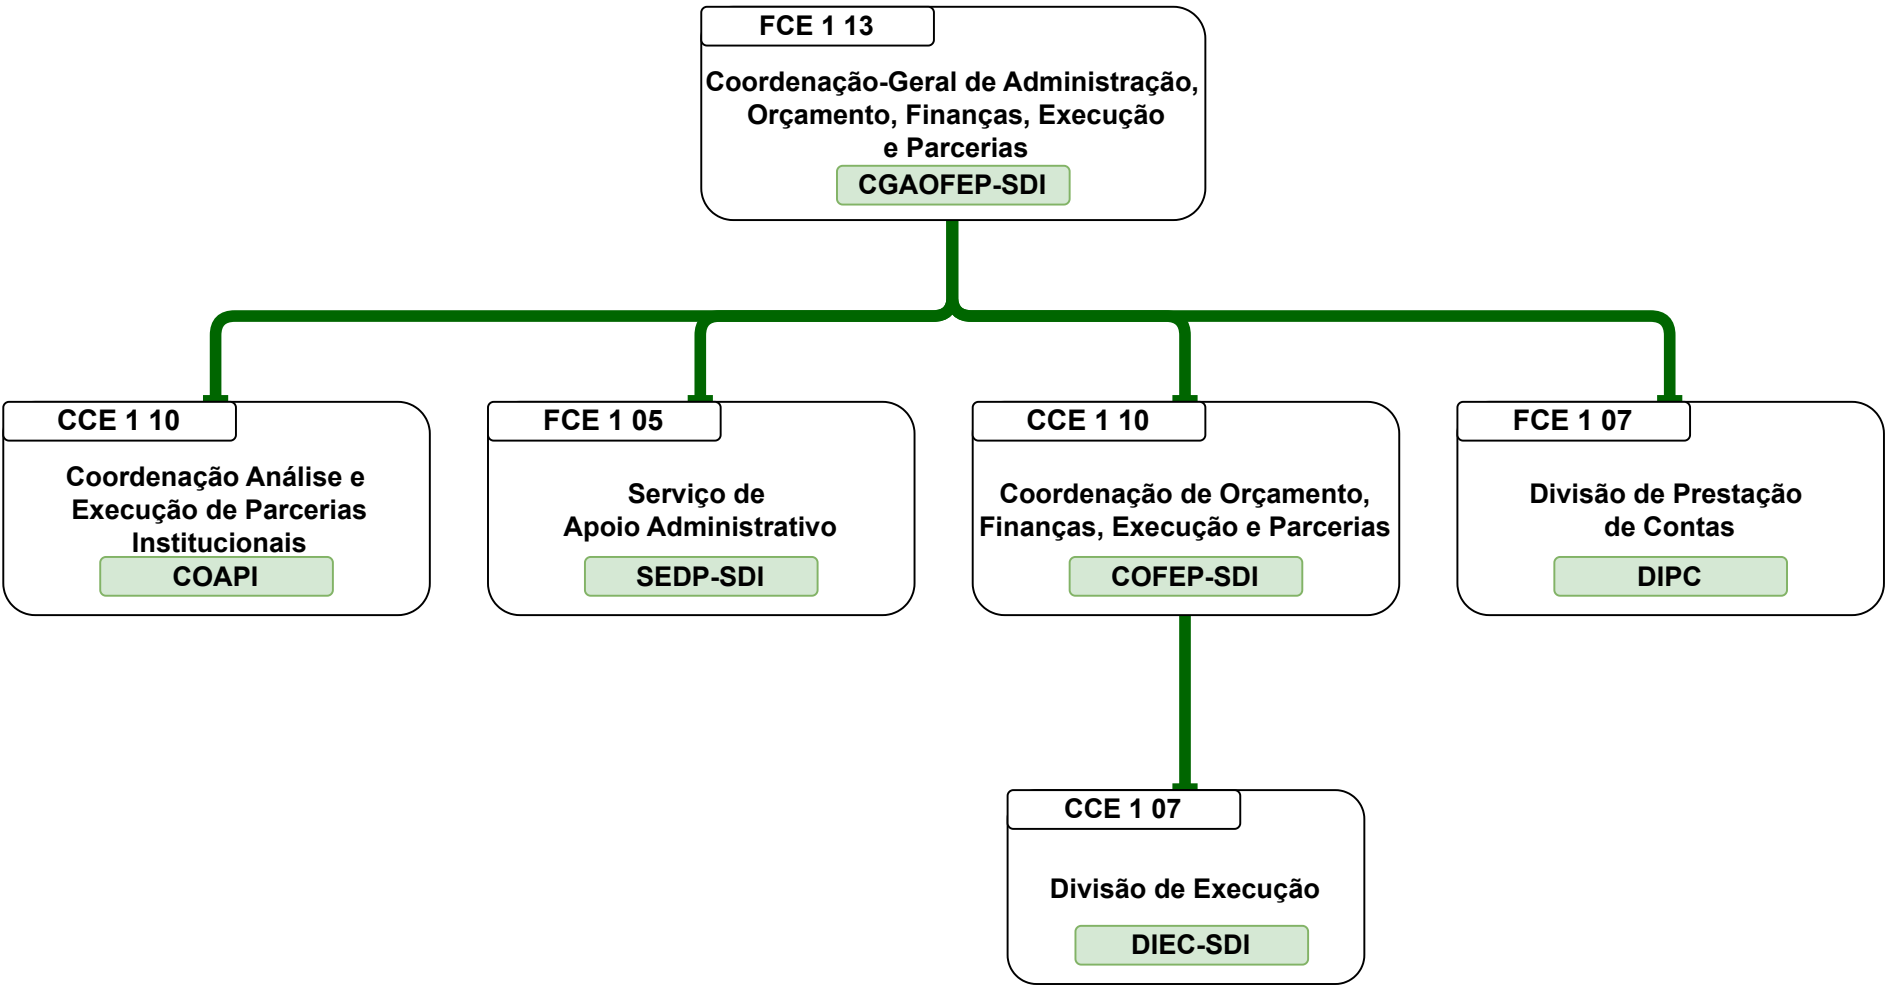 FCE 1 13
Coordenação-Geral de Administração,
Orçamento, Finanças, Execução
e Parcerias
CGAOFEP-SDI
CCE 1 10
Coordenação Análise e
Execução de Parcerias
Institucionais
COAPI
FCE 1 05
Serviço de
Apoio Administrativo
SEDP-SDI
CCE 1 10
Coordenação de Orçamento,
Finanças, Execução e Parcerias
COFEP-SDI
FCE 1 07
Divisão de Prestação
de Contas
DIPC
CCE 1 07
Divisão de Execução
DIEC-SDI